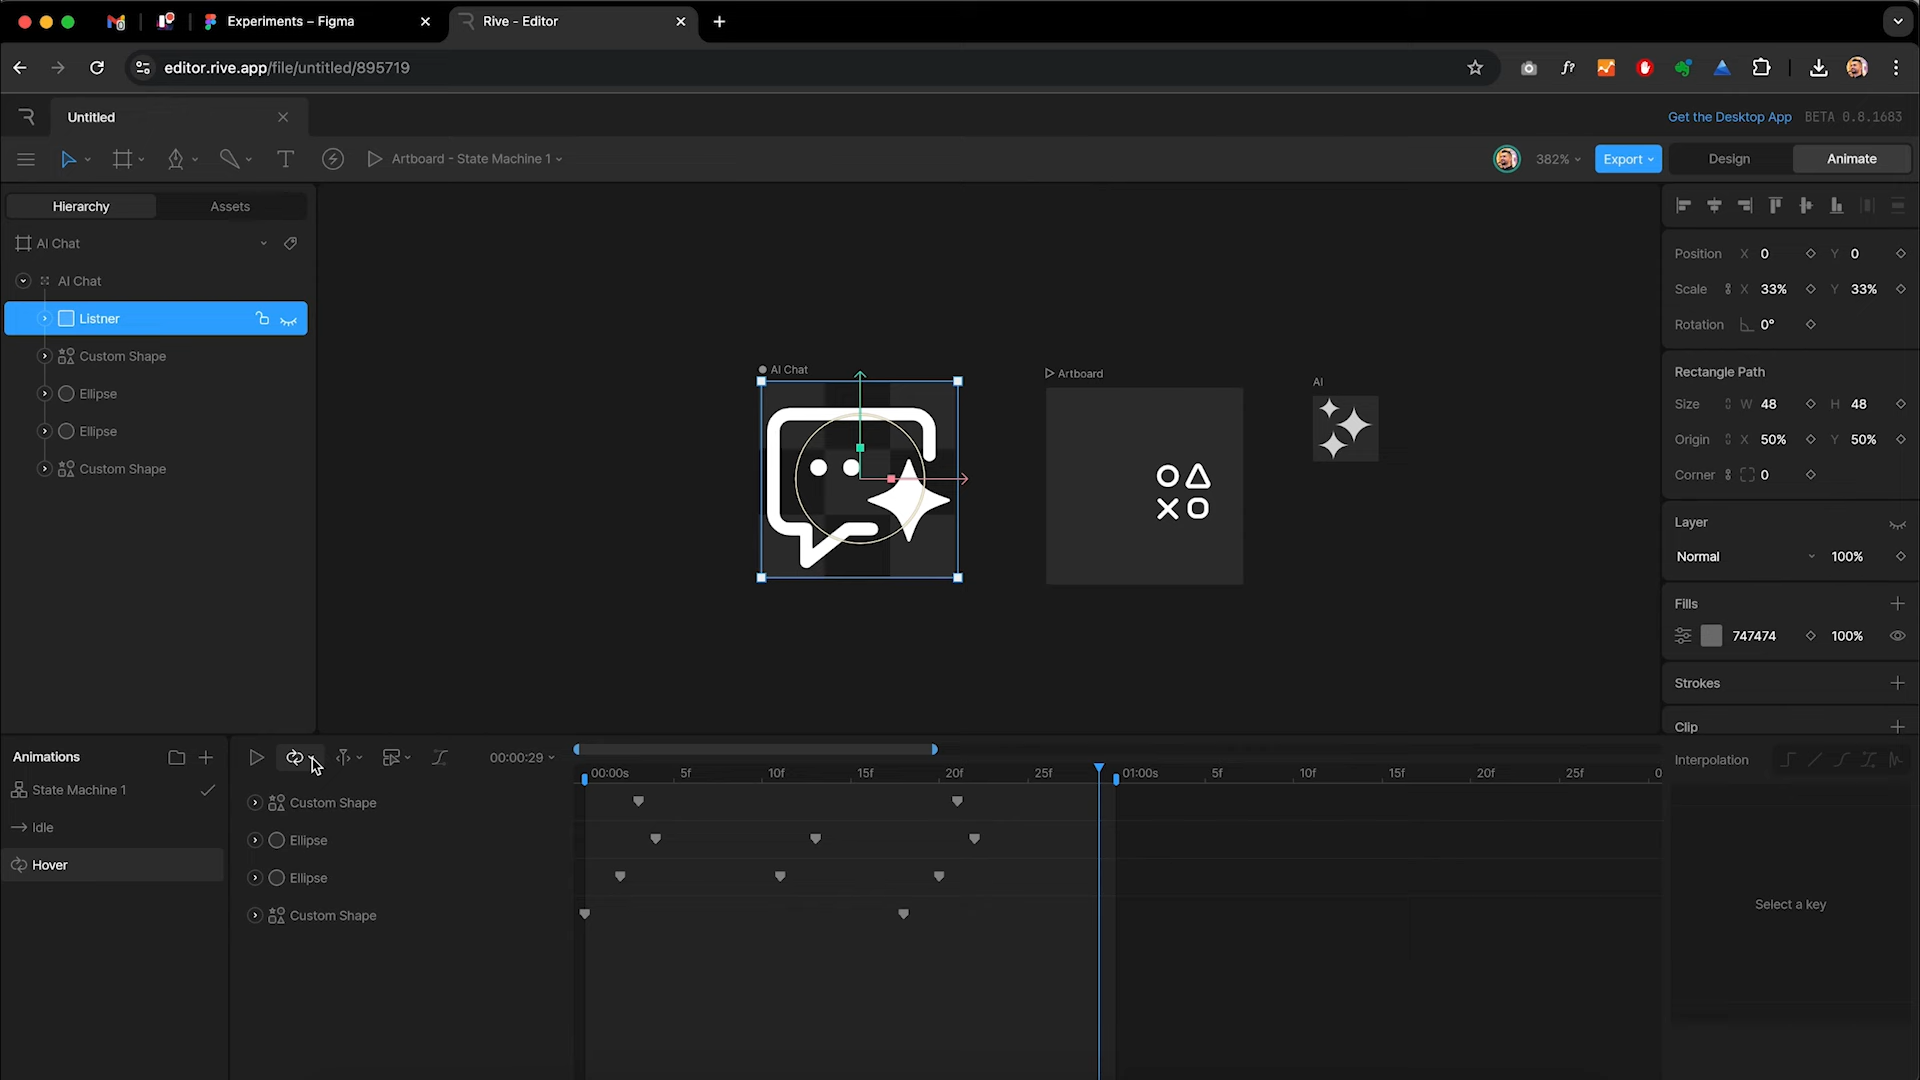 Experiments – Figma
Rive - Editor
editor.rive.app/file/untitled/895719
f?
Untitled
Get the Desktop App
BETA 0.8.1683
Artboard - State Machine 1
382%
Export
Design
Animate
Hierarchy
Assets
AI Chat
AI Chat
Listner
Custom Shape
Ellipse
Ellipse
Custom Shape
AI Chat
Artboard
AI
Position X 0 Y 0
Scale X 33% Y 33%
Rotation 0°
Rectangle Path
Size W 48 H 48
Origin X 50% Y 50%
Corner 0
Layer
Normal 100%
Fills
747474 100%
Strokes
Clip
Animations
State Machine 1
Idle
Hover
00:00:29
00:00s 5f 10f 15f 20f 25f 01:00s 5f 10f 15f 20f 25f 0
Custom Shape
Ellipse
Ellipse
Custom Shape
Interpolation
Select a key